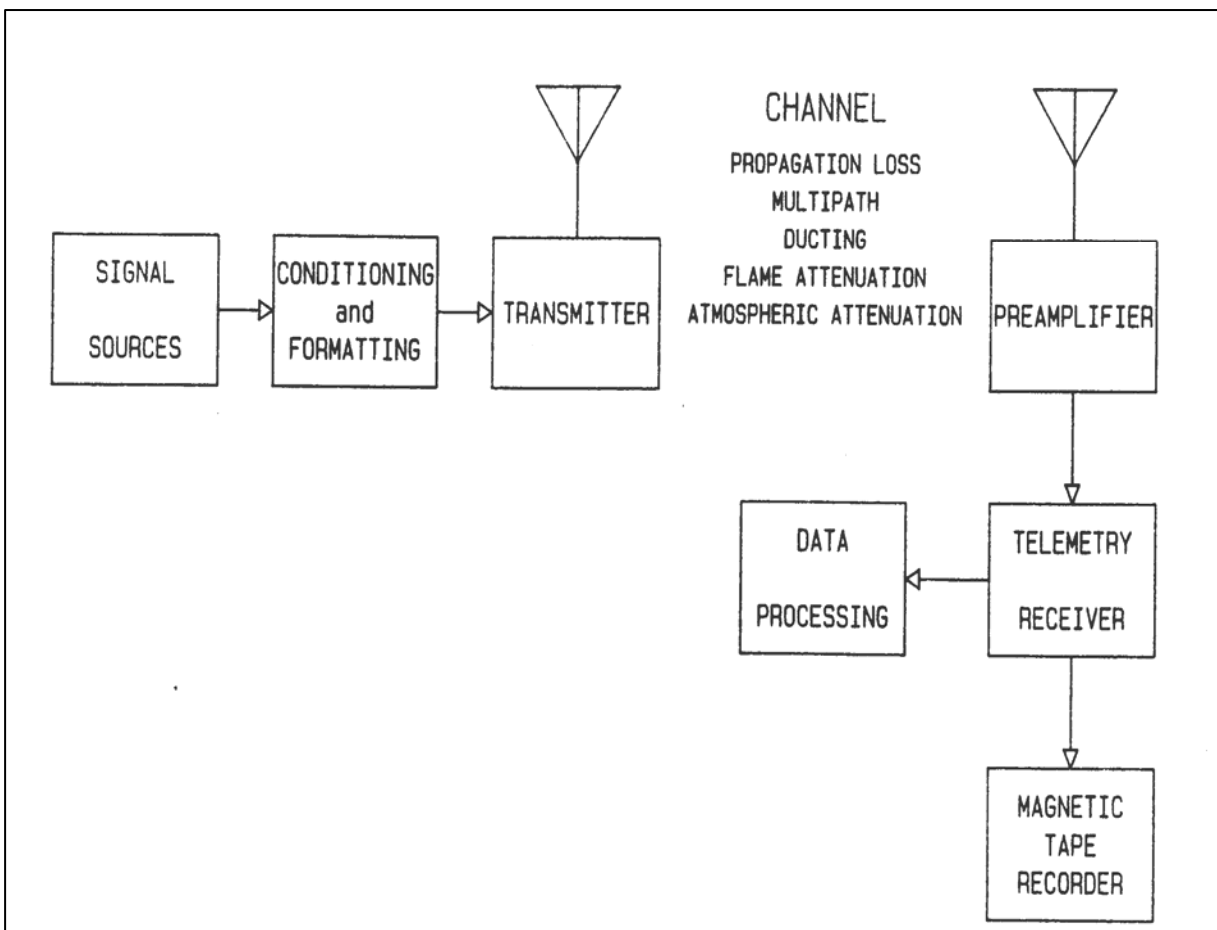 SIGNAL
SOURCES
CONDITIONING
and
FORMATTING
TRANSMITTER
CHANNEL
PROPAGATION LOSS
MULTIPATH
DUCTING
FLAME ATTENUATION
ATMOSPHERIC ATTENUATION
PREAMPLIFIER
DATA
PROCESSING
TELEMETRY
RECEIVER
MAGNETIC
TAPE
RECORDER